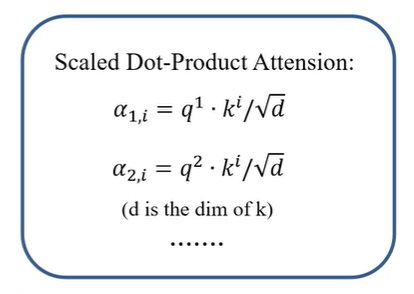 Scaled Dot-Product Attension:
α₁,ᵢ = q¹ · kⁱ/√d
α₂,ᵢ = q² · kⁱ/√d
(d is the dim of k)
.......